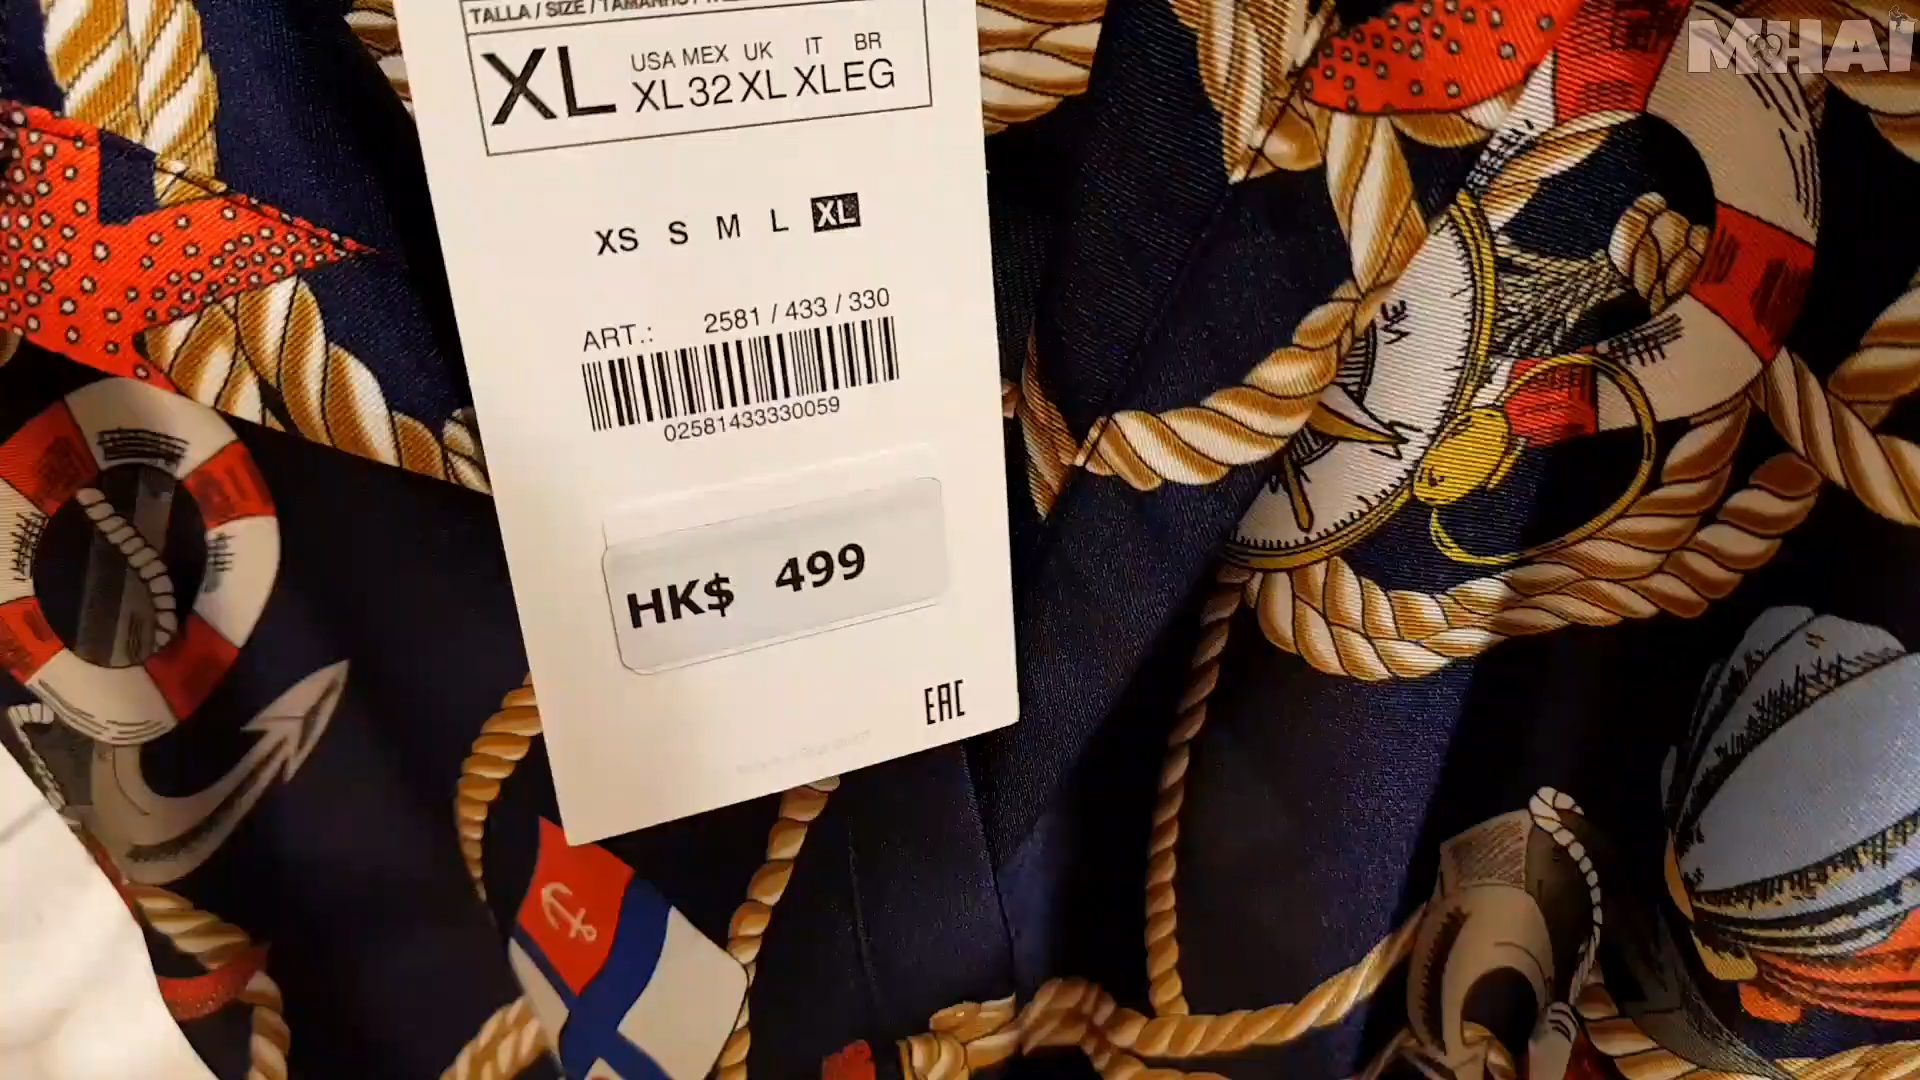 TALLA / SIZE / TAMANHO /
XL
USA MEX UK IT BR
XL 32 XL XL EG
XS S M L XL
ART.: 2581 / 433 / 330
02581433330059
HK$ 499
EAC
MHAI